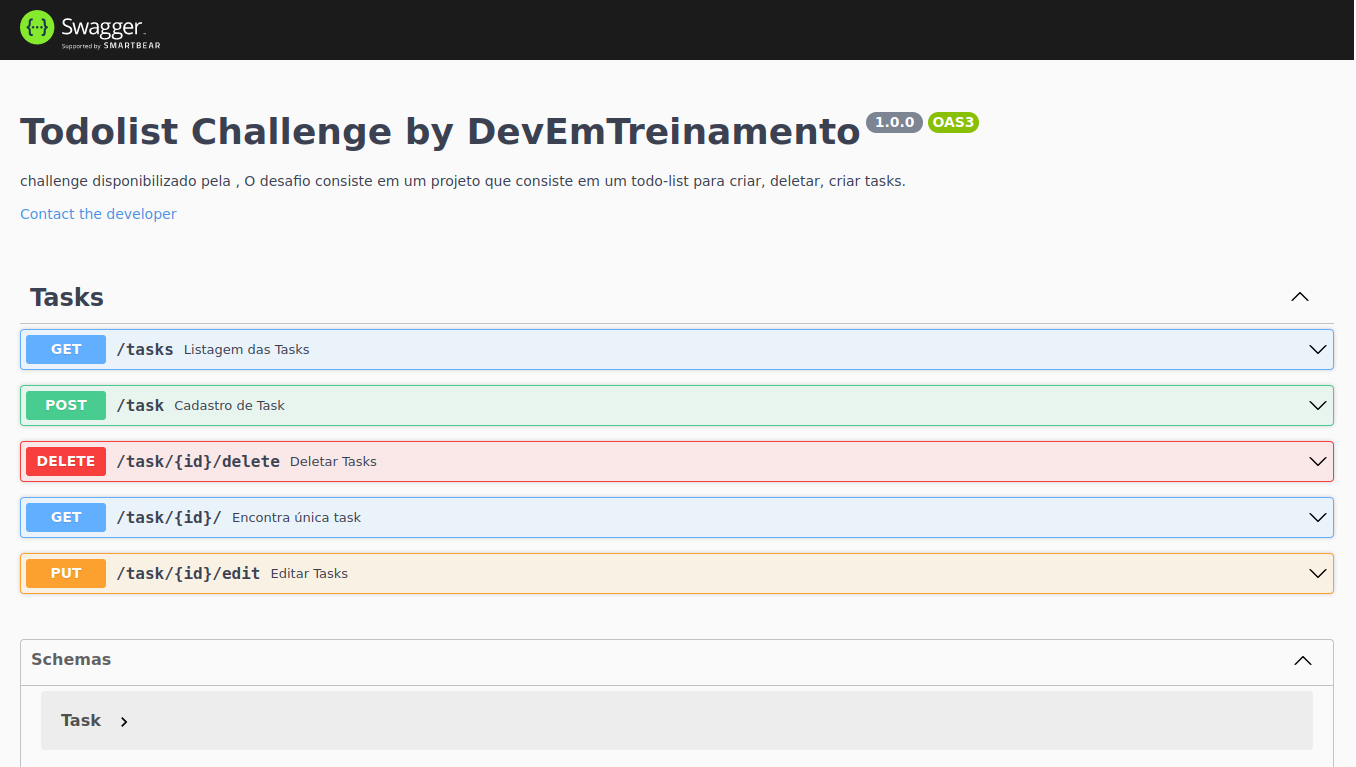 {···} Swagger
Supported by SMARTBEAR
Todolist Challenge by DevEmTreinamento 1.0.0 OAS3
challenge disponibilizado pela , O desafio consiste em um projeto que consiste em um todo-list para criar, deletar, criar tasks.
Contact the developer
Tasks
GET /tasks Listagem das Tasks
POST /task Cadastro de Task
DELETE /task/{id}/delete Deletar Tasks
GET /task/{id}/ Encontra única task
PUT /task/{id}/edit Editar Tasks
Schemas
Task